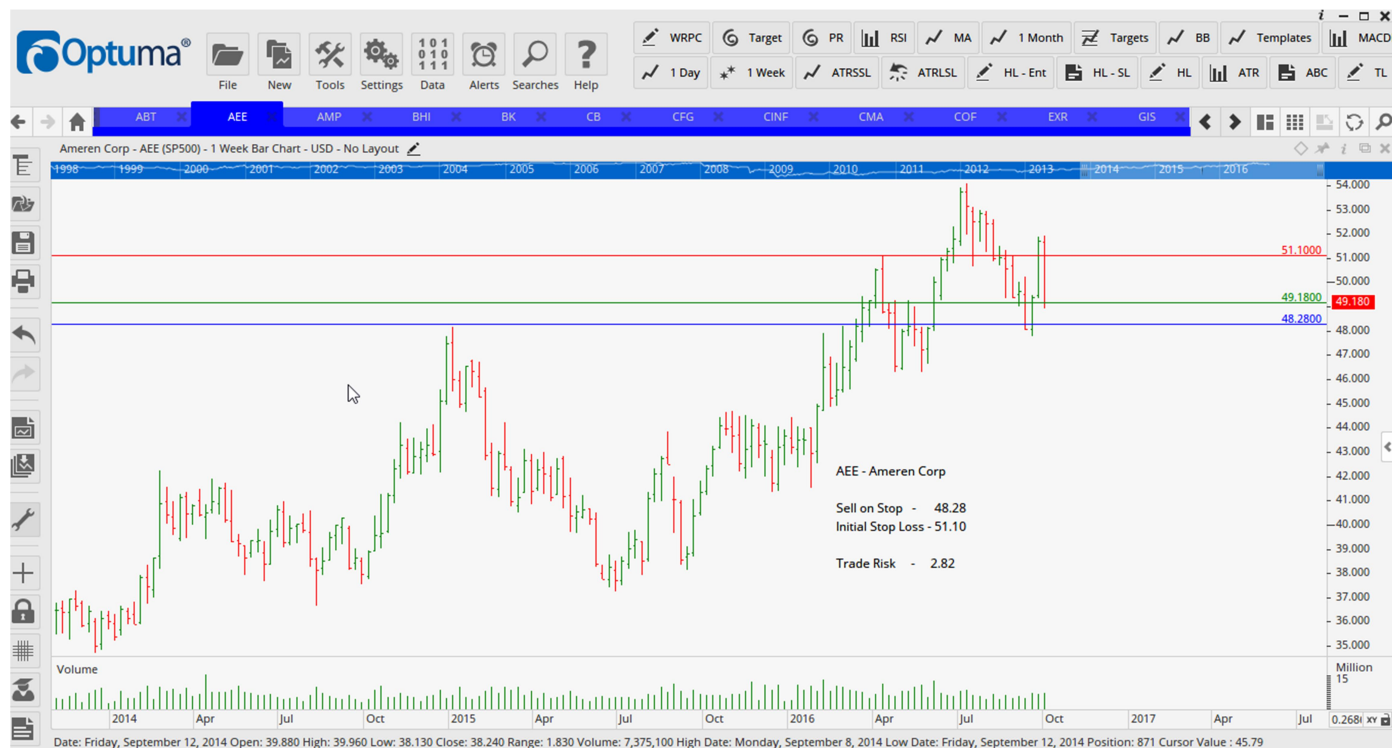 Optuma®
File
New
Tools
Settings
101 010 111
Data
Alerts
Searches
Help
WRPC Target PR RSI MA 1 Month Targets BB Templates MACD
1 Day 1 Week ATRSSL ATRLSL HL - Ent HL - SL HL ATR ABC TL
ABT AEE AMP BHI BK CB CFG CINF CMA COF EXR GIS
Ameren Corp - AEE (SP500) - 1 Week Bar Chart - USD - No Layout
1998 1999 2000 2001 2002 2003 2004 2005 2006 2007 2008 2009 2010 2011 2012 2013 2014 2015 2016
54.000
53.000
52.000
51.1000
51.000
50.000
49.1800
49.180
48.2800
48.000
47.000
46.000
45.000
44.000
43.000
42.000
41.000
40.000
39.000
38.000
37.000
36.000
35.000
AEE - Ameren Corp
Sell on Stop - 48.28
Initial Stop Loss - 51.10
Trade Risk - 2.82
Volume
Million
15
2014 Apr Jul Oct 2015 Apr Jul Oct 2016 Apr Jul Oct 2017 Apr Jul
XY
Date: Friday, September 12, 2014 Open: 39.880 High: 39.960 Low: 38.130 Close: 38.240 Range: 1.830 Volume: 7,375,100 High Date: Monday, September 8, 2014 Low Date : Friday, September 12, 2014 Position: 871 Cursor Value : 45.79